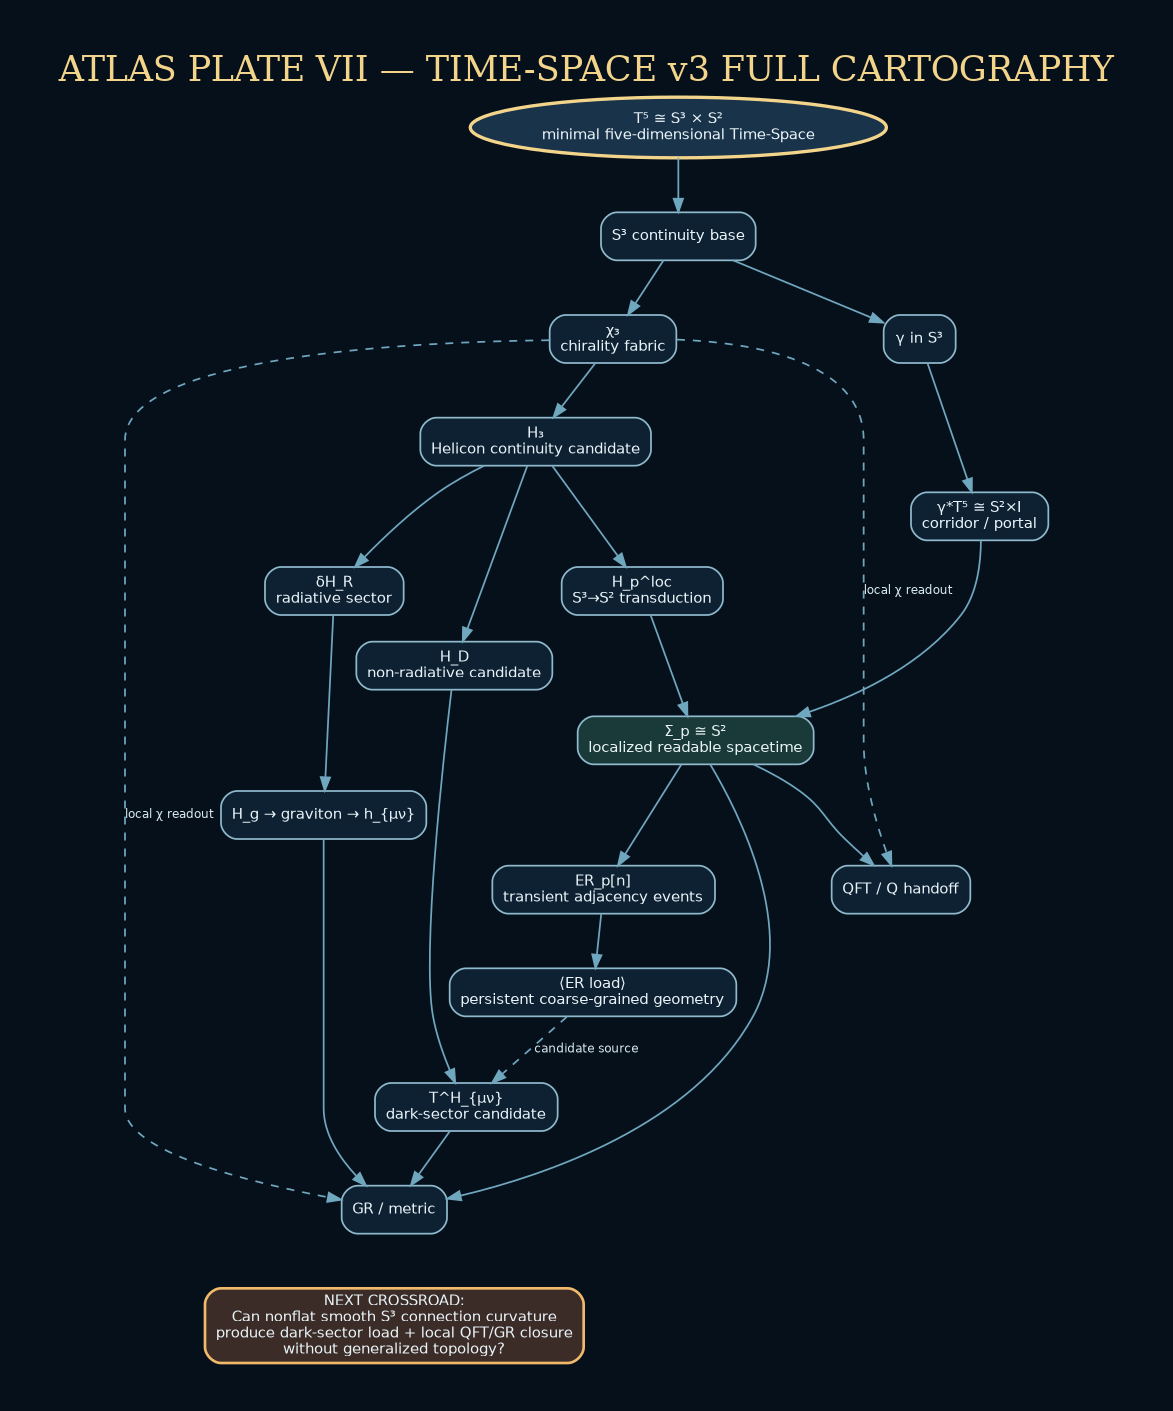 ATLAS PLATE VII — TIME-SPACE v3 FULL CARTOGRAPHY
T⁵ ≅ S³ × S²
minimal five-dimensional Time-Space
S³ continuity base
χ₃
chirality fabric
γ in S³
H₃
Helicon continuity candidate
γ*T⁵ ≅ S²×I
corridor / portal
δH_R
radiative sector
H_p^loc
S³→S² transduction
local χ readout
H_D
non-radiative candidate
Σ_p ≅ S²
localized readable spacetime
local χ readout
H_g → graviton → h_{μν}
ER_p[n]
transient adjacency events
QFT / Q handoff
⟨ER load⟩
persistent coarse-grained geometry
candidate source
T^H_{μν}
dark-sector candidate
GR / metric
NEXT CROSSROAD:
Can nonflat smooth S³ connection curvature
produce dark-sector load + local QFT/GR closure
without generalized topology?